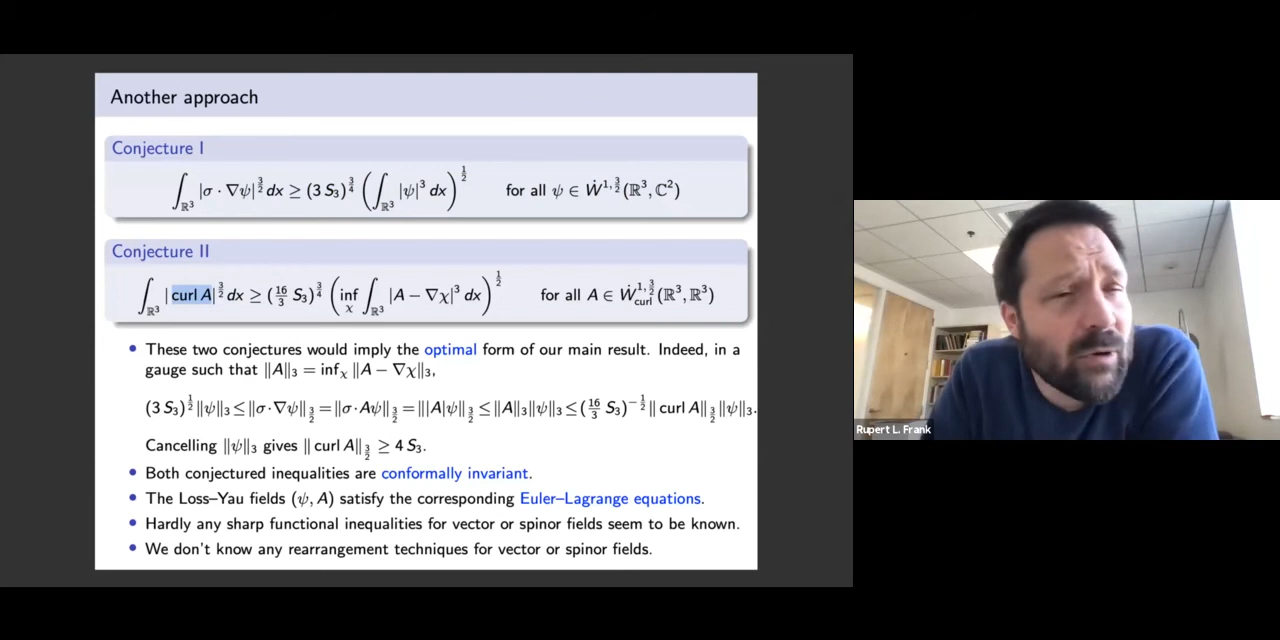 Another approach
Conjecture I
∫_{ℝ³} |σ · ∇ψ|^{3/2} dx ≥ (3 S₃)^{3/4} (∫_{ℝ³} |ψ|³ dx)^{1/2} for all ψ ∈ Ẇ^{1,3/2}(ℝ³, ℂ²)
Conjecture II
∫_{ℝ³} |curl A|^{3/2} dx ≥ (16/3 S₃)^{3/4} (inf_χ ∫_{ℝ³} |A − ∇χ|³ dx)^{1/2} for all A ∈ Ẇ^{1,3/2}_{curl}(ℝ³, ℝ³)
• These two conjectures would imply the optimal form of our main result. Indeed, in a
gauge such that ‖A‖₃ = inf_χ ‖A − ∇χ‖₃,
(3 S₃)^{1/2} ‖ψ‖₃ ≤ ‖σ·∇ψ‖_{3/2} = ‖σ·Aψ‖_{3/2} = ‖|A|ψ‖_{3/2} ≤ ‖A‖₃‖ψ‖₃ ≤ (16/3 S₃)^{−1/2} ‖ curl A‖_{3/2} ‖ψ‖₃.
Cancelling ‖ψ‖₃ gives ‖ curl A‖_{3/2} ≥ 4 S₃.
• Both conjectured inequalities are conformally invariant.
• The Loss–Yau fields (ψ, A) satisfy the corresponding Euler–Lagrange equations.
• Hardly any sharp functional inequalities for vector or spinor fields seem to be known.
• We don't know any rearrangement techniques for vector or spinor fields.
Rupert L. Frank